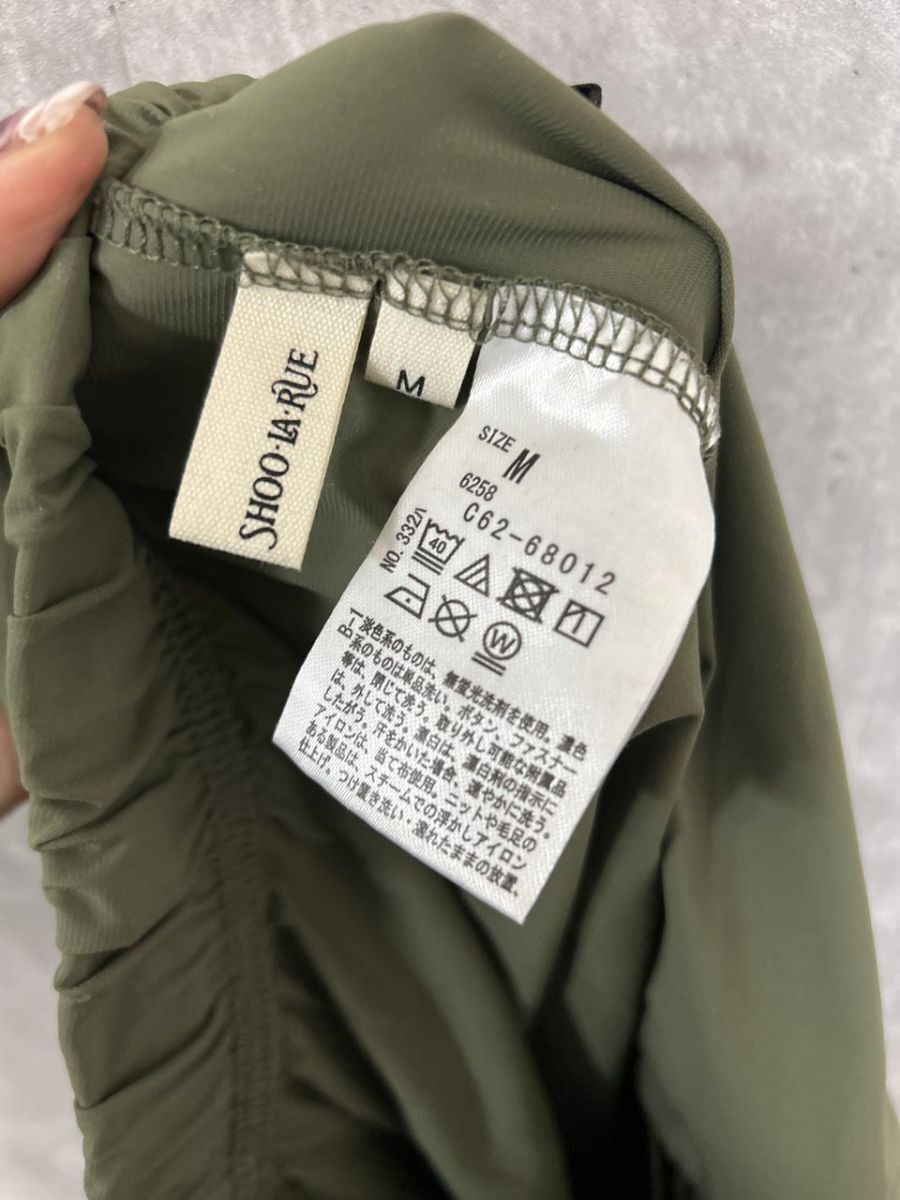 SHOO·LA·RUE
M
SIZE
M
6258
C62-68012
NO. 332
40
W
B-1
淡色系のものは、無蛍光洗剤を使用。濃色
系のものは単品洗い。ボタン、ファスナー
等は、閉じて洗う。取り外し可能な附属品
は、外して洗う。漂白は、漂白剤の指示に
したがう。汗をかいた場合、速やかに洗う。
アイロンは、当て布使用。ニットや毛足の
ある製品は、スチームでの浮かしアイロン
仕上げ。つけ置き洗い・濡れたままの放置、